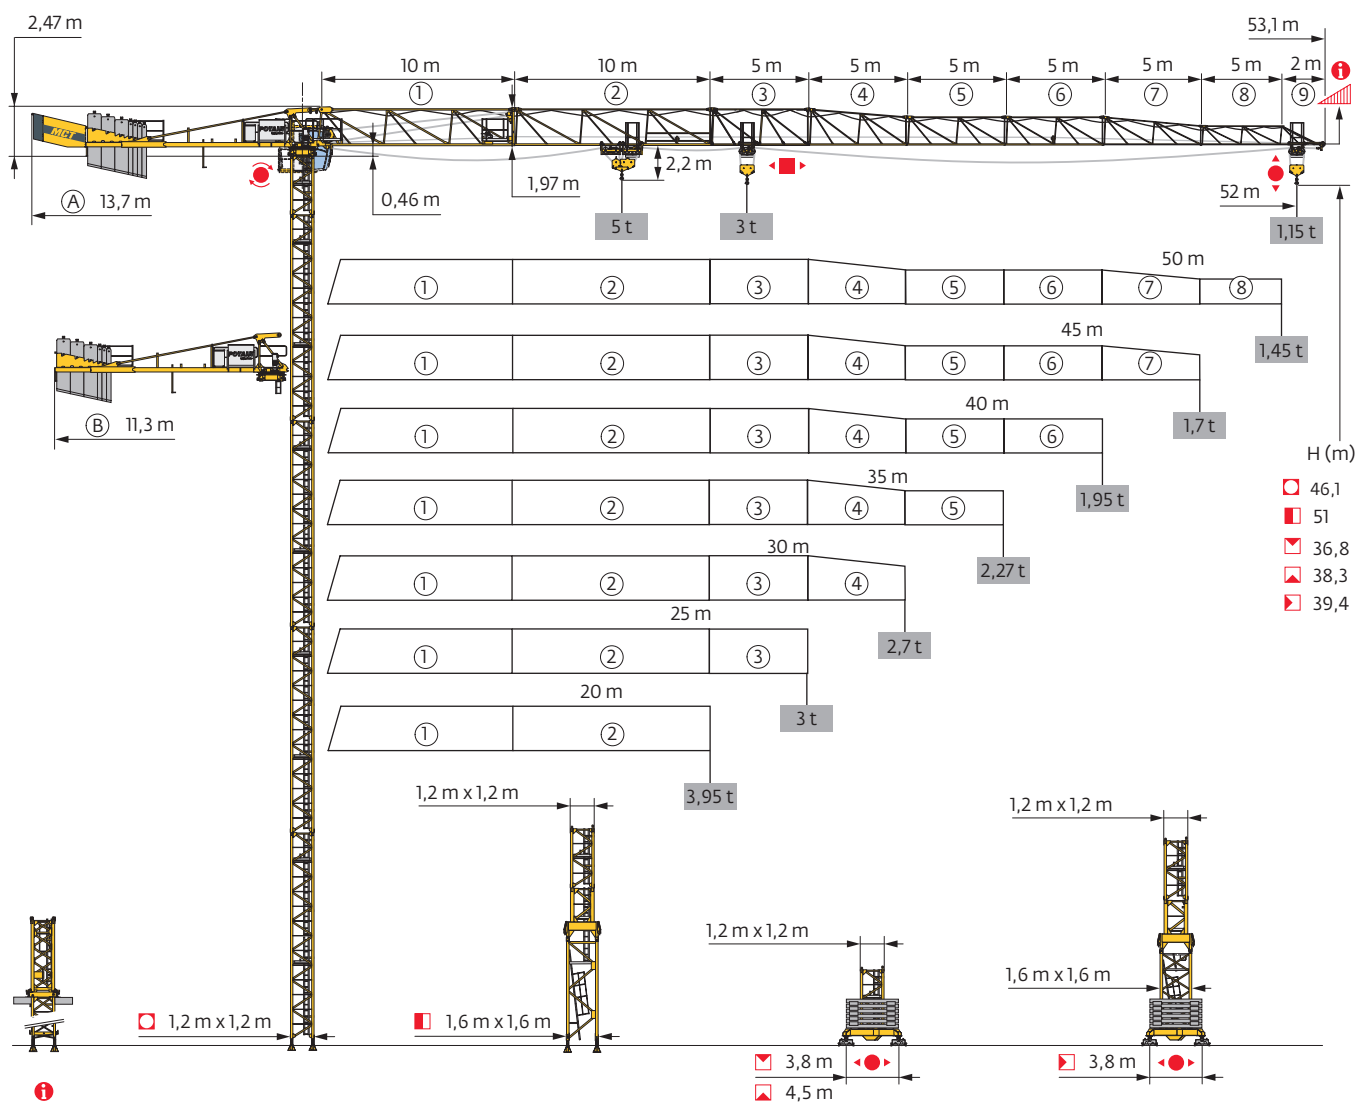 2,47 m
53,1 m
10 m
10 m
5 m
5 m
5 m
5 m
5 m
5 m
2 m
i
1
2
3
4
5
6
7
8
9
MCT
POTAIN
2,2 m
1,97 m
0,46 m
A 13,7 m
52 m
5 t
3 t
1,15 t
50 m
1
2
3
4
5
6
7
8
1,45 t
45 m
1
2
3
4
5
6
7
1,7 t
POTAIN
B 11,3 m
40 m
1
2
3
4
5
6
1,95 t
H (m)
46,1
51
36,8
38,3
39,4
35 m
1
2
3
4
5
2,27 t
30 m
1
2
3
4
2,7 t
25 m
1
2
3
3 t
20 m
1
2
3,95 t
1,2 m x 1,2 m
1,2 m x 1,2 m
1,2 m x 1,2 m
1,6 m x 1,6 m
1,2 m x 1,2 m
1,6 m x 1,6 m
3,8 m
4,5 m
3,8 m
i